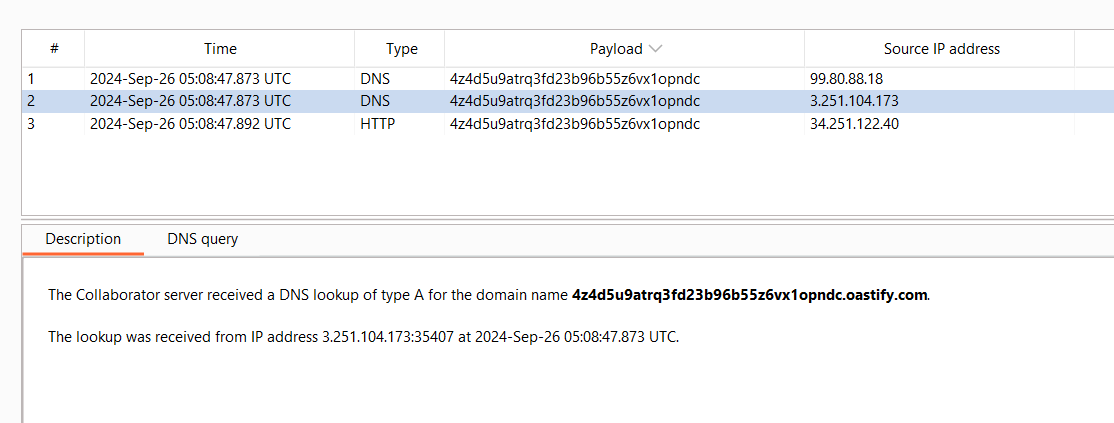 # Time Type Payload Source IP address
1 2024-Sep-26 05:08:47.873 UTC DNS 4z4d5u9atrq3fd23b96b55z6vx1opndc 99.80.88.18
2 2024-Sep-26 05:08:47.873 UTC DNS 4z4d5u9atrq3fd23b96b55z6vx1opndc 3.251.104.173
3 2024-Sep-26 05:08:47.892 UTC HTTP 4z4d5u9atrq3fd23b96b55z6vx1opndc 34.251.122.40
Description DNS query
The Collaborator server received a DNS lookup of type A for the domain name 4z4d5u9atrq3fd23b96b55z6vx1opndc.oastify.com.
The lookup was received from IP address 3.251.104.173:35407 at 2024-Sep-26 05:08:47.873 UTC.